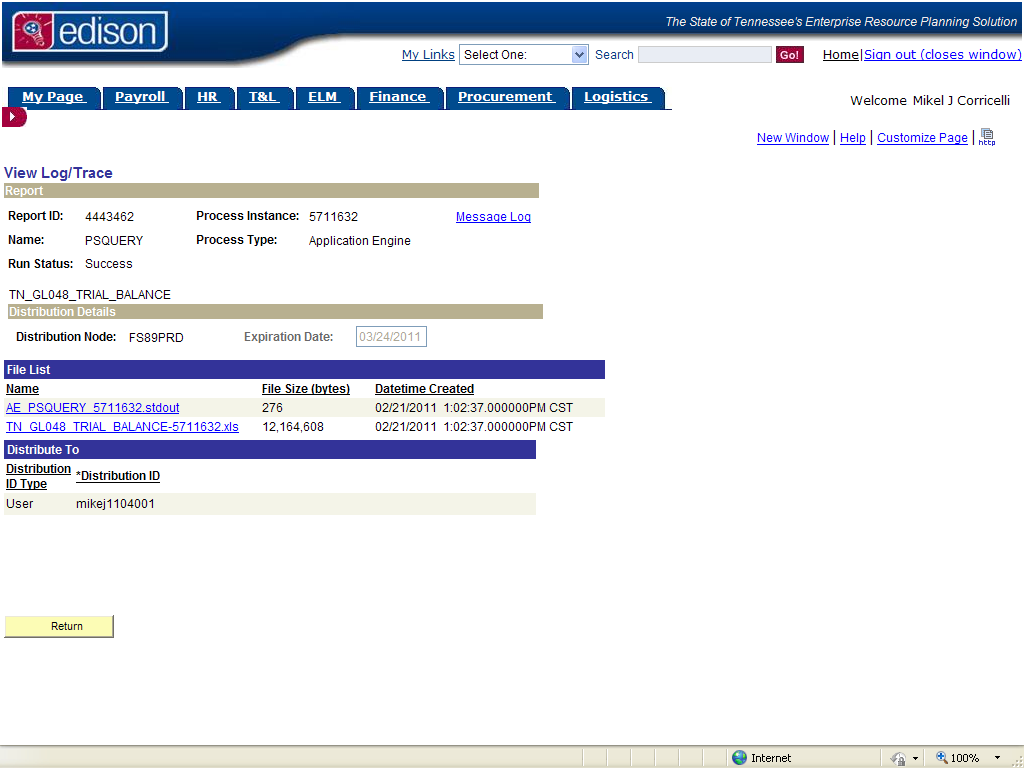 edison
The State of Tennessee's Enterprise Resource Planning Solution
My Links Select One: Search Go! Home|Sign out (closes window)
My Page Payroll HR T&L ELM Finance Procurement Logistics
Welcome Mikel J Corricelli
New Window | Help | Customize Page | http
View Log/Trace
Report
Report ID: 4443462 Process Instance: 5711632 Message Log
Name: PSQUERY Process Type: Application Engine
Run Status: Success
TN_GL048_TRIAL_BALANCE
Distribution Details
Distribution Node: FS89PRD Expiration Date: 03/24/2011
File List
Name File Size (bytes) Datetime Created
AE_PSQUERY_5711632.stdout 276 02/21/2011 1:02:37.000000PM CST
TN_GL048_TRIAL_BALANCE-5711632.xls 12,164,608 02/21/2011 1:02:37.000000PM CST
Distribute To
Distribution ID Type *Distribution ID
User mikej1104001
Return
Internet 100%